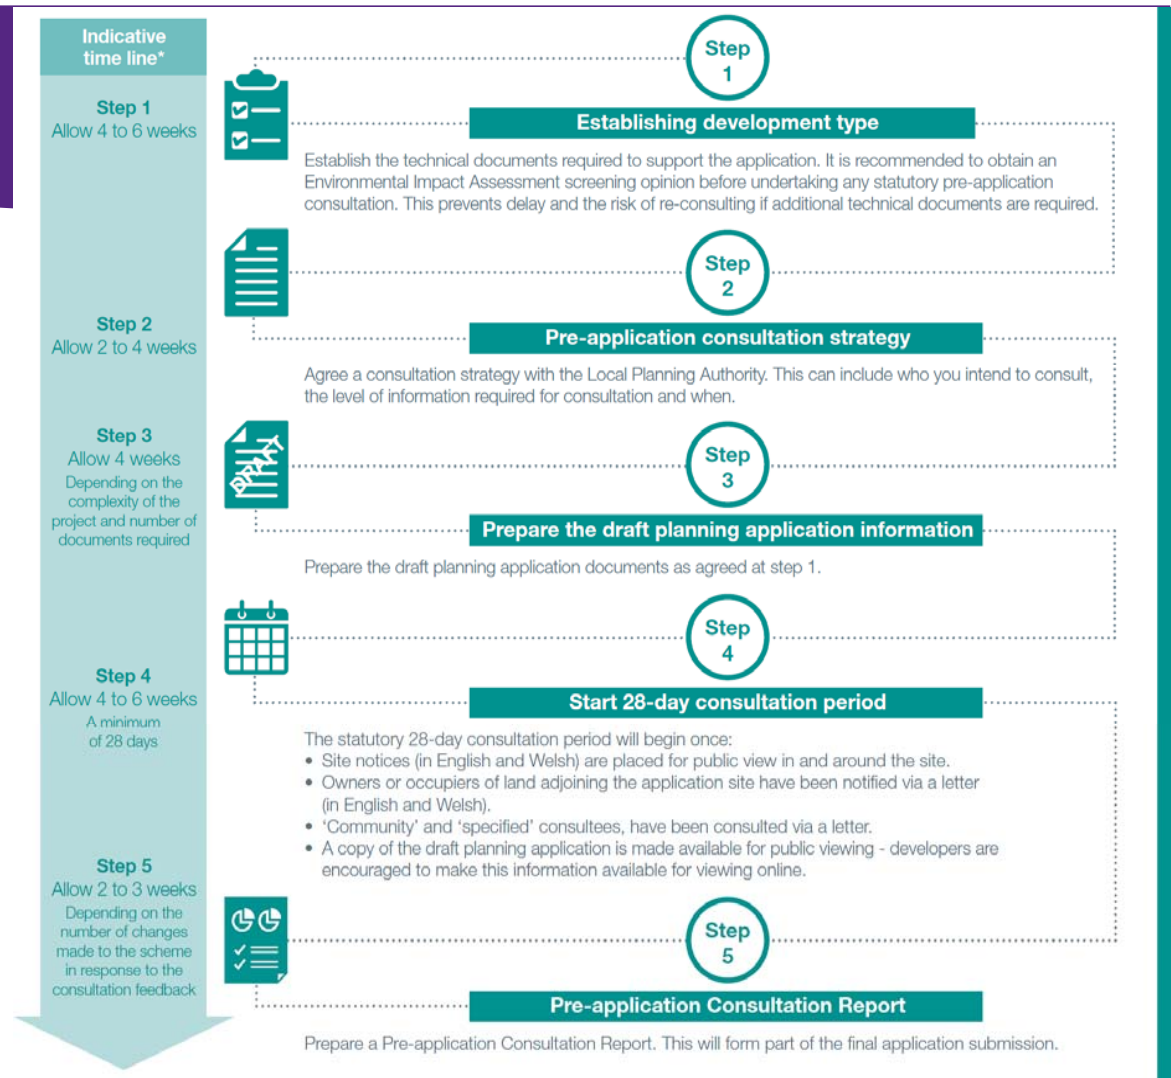 Indicative
time line*
Step 1
Allow 4 to 6 weeks
Step
1
Establishing development type
Establish the technical documents required to support the application. It is recommended to obtain an
Environmental Impact Assessment screening opinion before undertaking any statutory pre-application
consultation. This prevents delay and the risk of re-consulting if additional technical documents are required.
Step 2
Allow 2 to 4 weeks
Step
2
Pre-application consultation strategy
Agree a consultation strategy with the Local Planning Authority. This can include who you intend to consult,
the level of information required for consultation and when.
Step 3
Allow 4 weeks
Depending on the
complexity of the
project and number of
documents required
DRAFT
Step
3
Prepare the draft planning application information
Prepare the draft planning application documents as agreed at step 1.
Step 4
Allow 4 to 6 weeks
A minimum
of 28 days
Step
4
Start 28-day consultation period
The statutory 28-day consultation period will begin once:
• Site notices (in English and Welsh) are placed for public view in and around the site.
• Owners or occupiers of land adjoining the application site have been notified via a letter
(in English and Welsh).
• ‘Community’ and ‘specified’ consultees, have been consulted via a letter.
• A copy of the draft planning application is made available for public viewing - developers are
encouraged to make this information available for viewing online.
Step 5
Allow 2 to 3 weeks
Depending on the
number of changes
made to the scheme
in response to the
consultation feedback
Step
5
Pre-application Consultation Report
Prepare a Pre-application Consultation Report. This will form part of the final application submission.